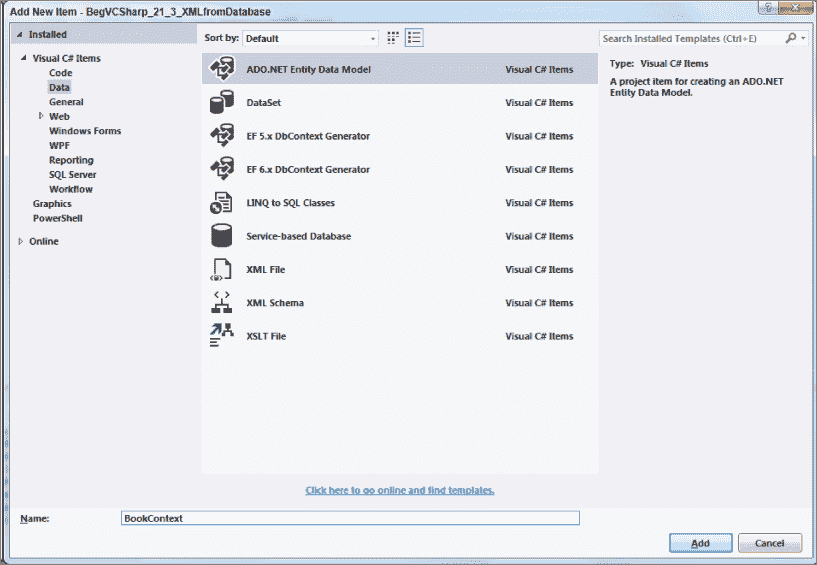 Add New Item - BegVCSharp_21_3_XMLfromDatabase
Installed
Sort by: Default
Search Installed Templates (Ctrl+E)
Visual C# Items
Code
Data
General
Web
Windows Forms
WPF
Reporting
SQL Server
Workflow
Graphics
PowerShell
Online
ADO.NET Entity Data Model Visual C# Items
DataSet Visual C# Items
EF 5.x DbContext Generator Visual C# Items
EF 6.x DbContext Generator Visual C# Items
LINQ to SQL Classes Visual C# Items
Service-based Database Visual C# Items
XML File Visual C# Items
XML Schema Visual C# Items
XSLT File Visual C# Items
Type: Visual C# Items
A project item for creating an ADO.NET
Entity Data Model.
Click here to go online and find templates.
Name: BookContext
Add Cancel